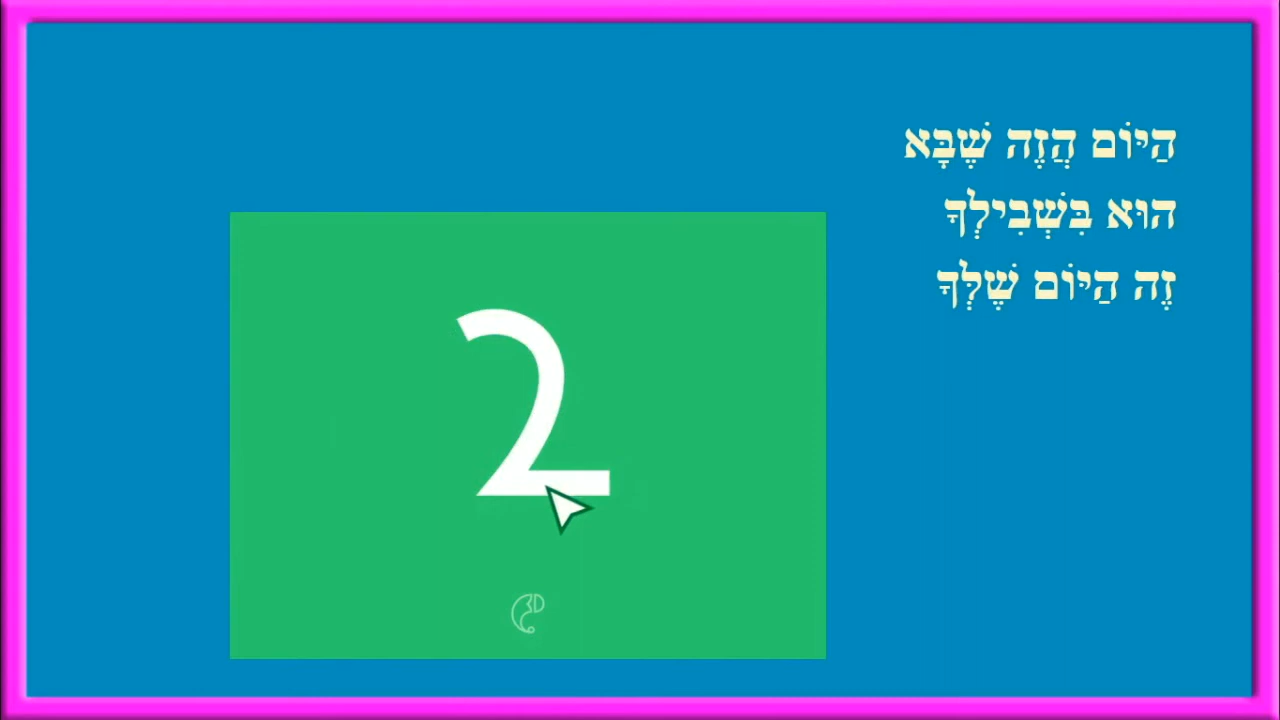 הַיּוֹם הֲזֶה שֶׁבָּא
הוּא בִּשְׁבִילְךָ
זֶה הַיּוֹם שֶׁלְּךָ
2